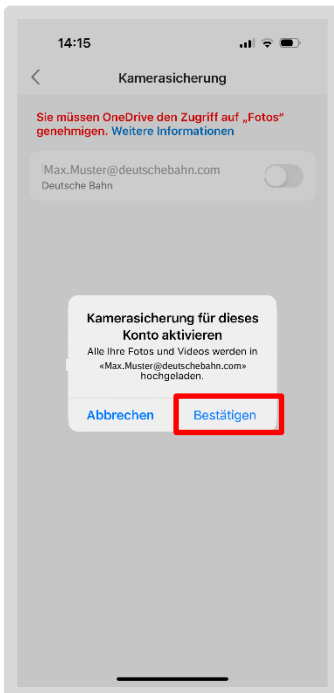 14:15
Kamerasicherung
Sie müssen OneDrive den Zugriff auf „Fotos"
genehmigen. Weitere Informationen
Max.Muster@deutschebahn.com
Deutsche Bahn
Kamerasicherung für dieses
Konto aktivieren
Alle Ihre Fotos und Videos werden in
«Max.Muster@deutschebahn.com»
hochgeladen.
Abbrechen Bestätigen